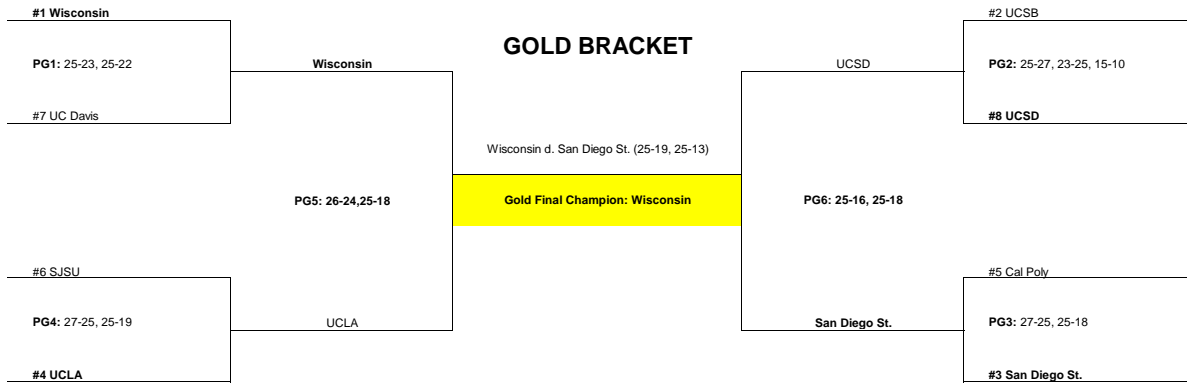 #1 Wisconsin
#2 UCSB
GOLD BRACKET
PG1: 25-23, 25-22
Wisconsin
UCSD
PG2: 25-27, 23-25, 15-10
#7 UC Davis
#8 UCSD
Wisconsin d. San Diego St. (25-19, 25-13)
PG5: 26-24,25-18
Gold Final Champion: Wisconsin
PG6: 25-16, 25-18
#6 SJSU
#5 Cal Poly
PG4: 27-25, 25-19
UCLA
San Diego St.
PG3: 27-25, 25-18
#4 UCLA
#3 San Diego St.